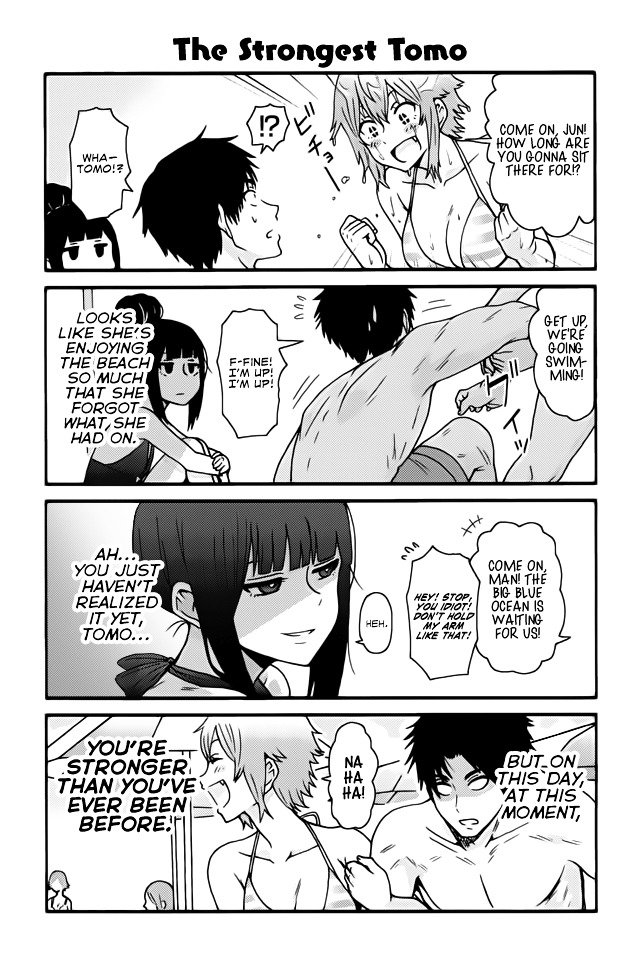 The Strongest Tomo
COME ON, JUN!
HOW LONG ARE
YOU GONNA SIT
THERE FOR!?
ビ
チョー
!?
WHA–
TOMO!?
GET UP,
WE'RE
GOING
SWIM-
MING!
グ
イ
F-FINE!
I'M UP!
I'M UP!
LOOKS
LIKE SHE'S
ENJOYING
THE BEACH
SO MUCH
THAT SHE
FORGOT
WHAT SHE
HAD ON.
COME ON,
MAN! THE
BIG BLUE
OCEAN IS
WAITING
FOR US!
HEY! STOP,
YOU IDIOT!
DON'T HOLD
MY ARM
LIKE THAT!
HEH.
AH...
YOU JUST
HAVEN'T
REALIZED
IT YET,
TOMO...
BUT ON
THIS DAY,
AT THIS
MOMENT,
NA
HA
HA!
YOU'RE
STRONGER
THAN YOU'VE
EVER BEEN
BEFORE.